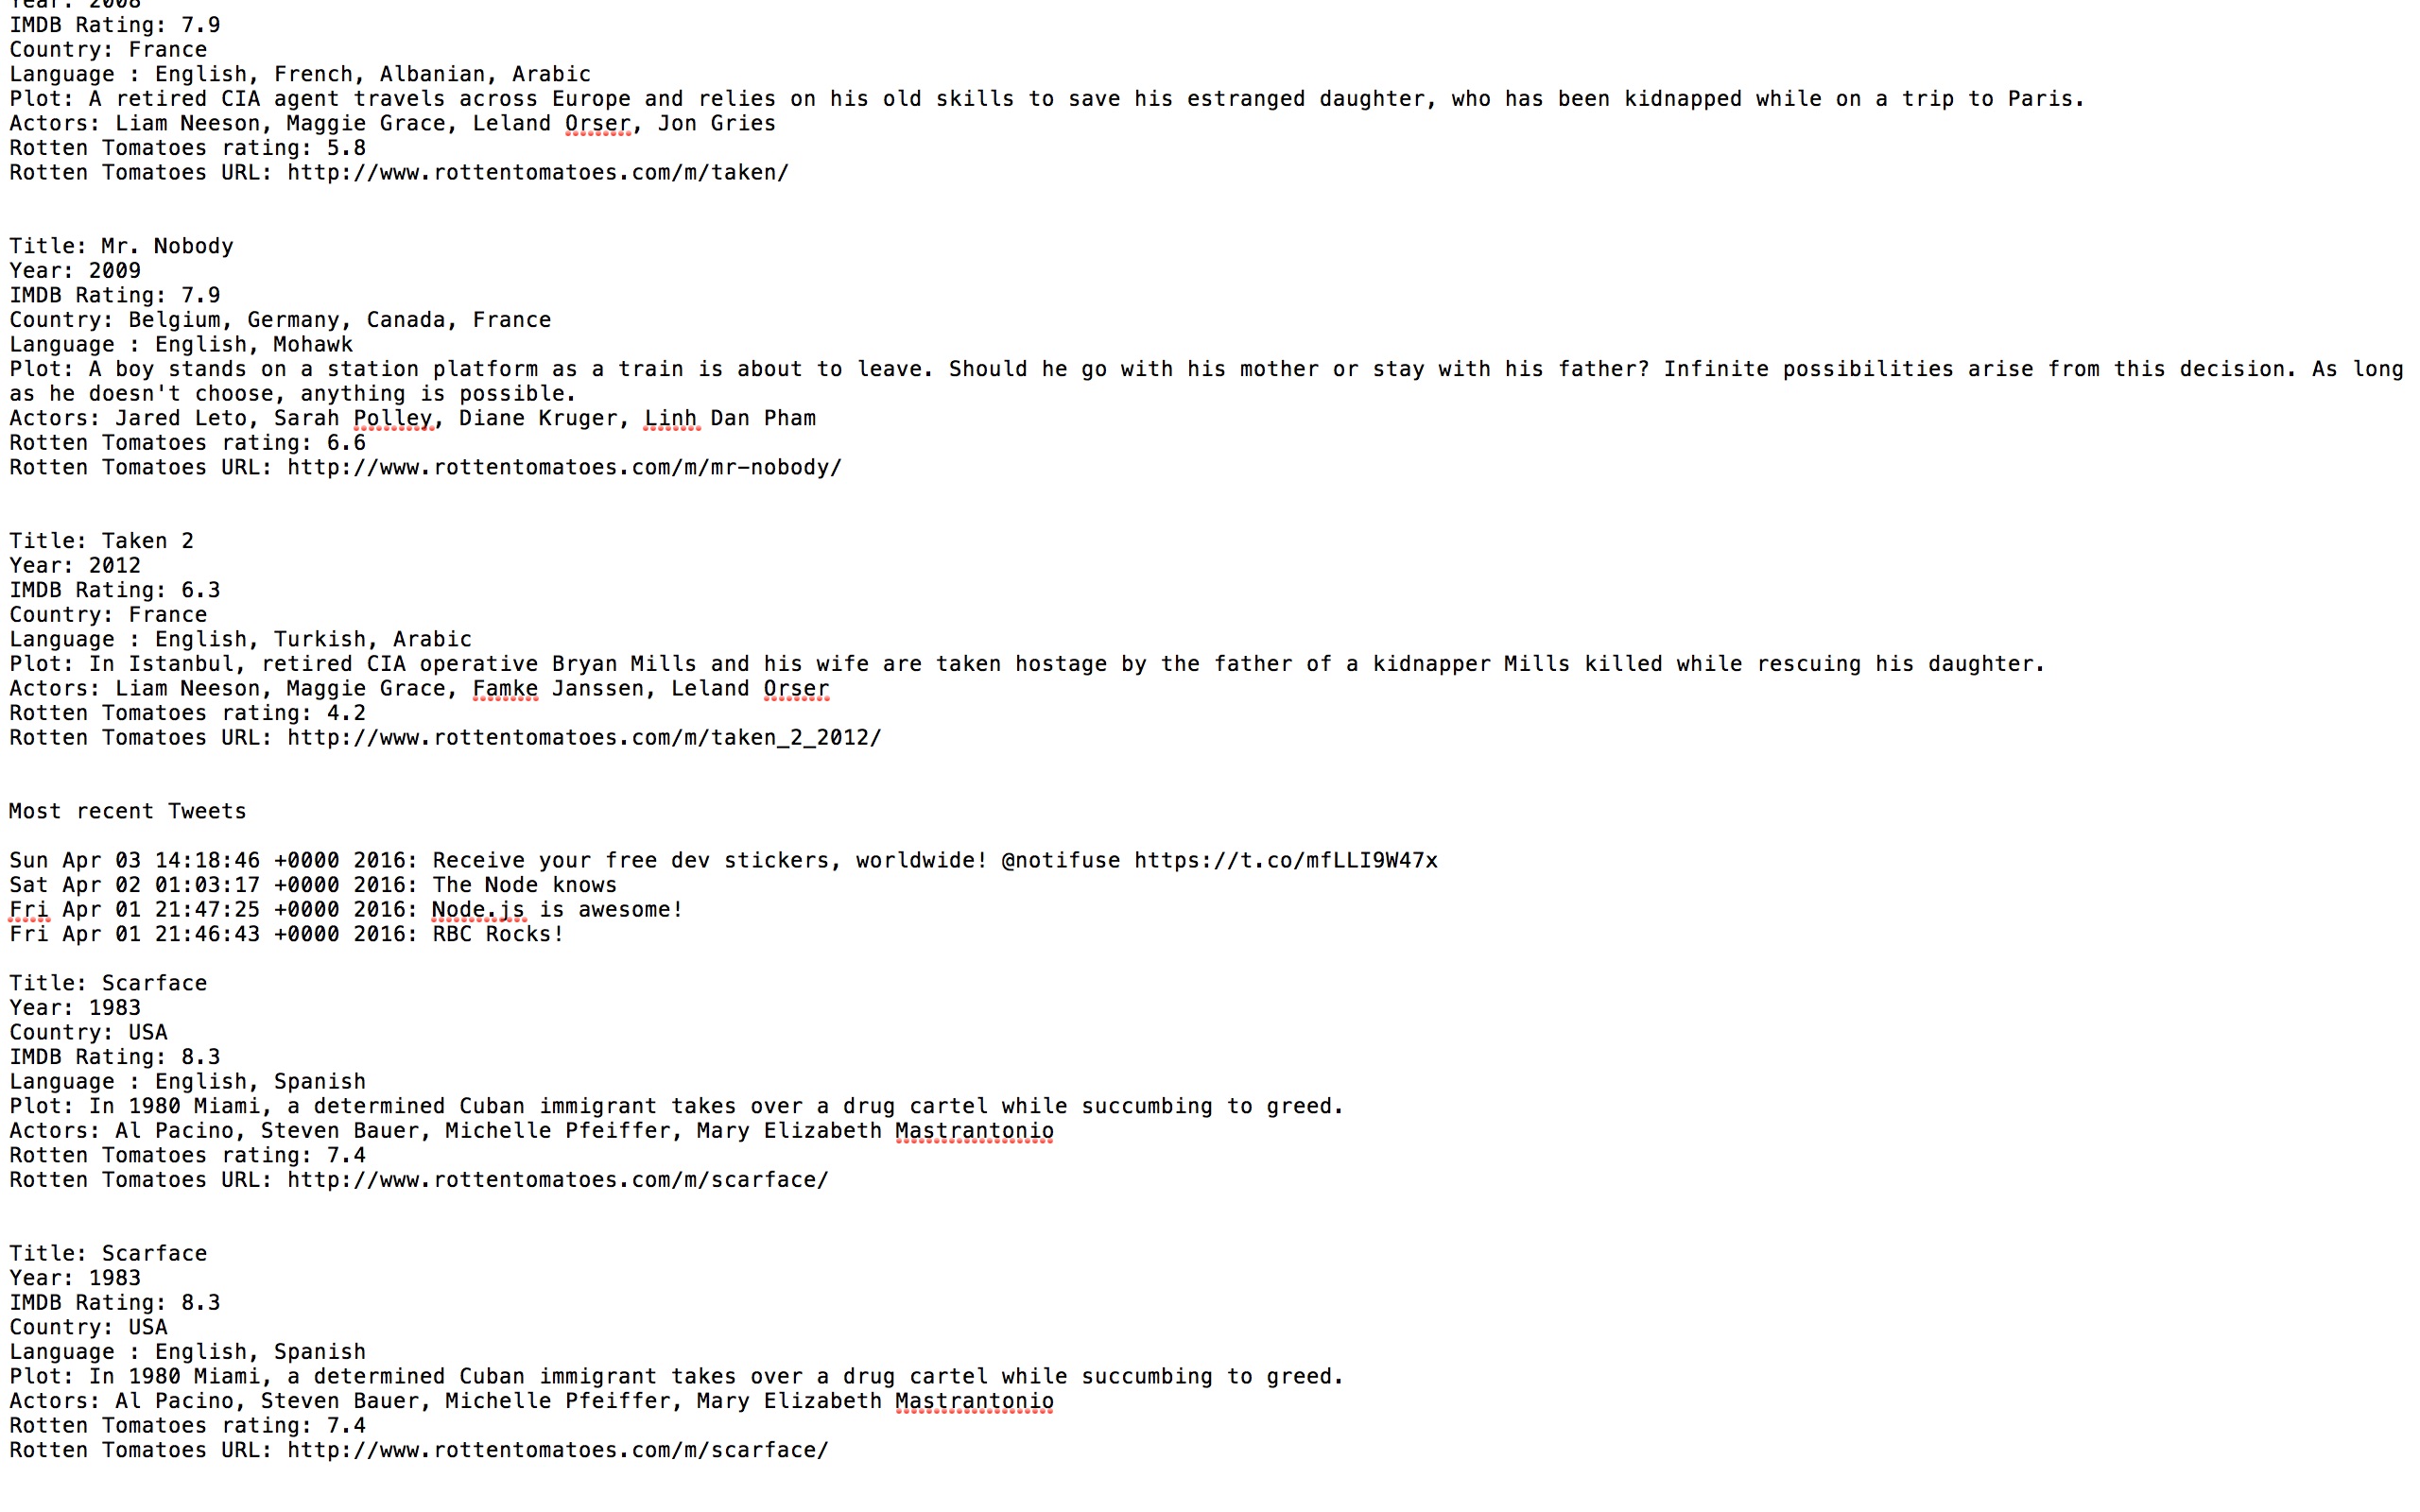 Year: 2008
IMDB Rating: 7.9
Country: France
Language : English, French, Albanian, Arabic
Plot: A retired CIA agent travels across Europe and relies on his old skills to save his estranged daughter, who has been kidnapped while on a trip to Paris.
Actors: Liam Neeson, Maggie Grace, Leland Orser, Jon Gries
Rotten Tomatoes rating: 5.8
Rotten Tomatoes URL: http://www.rottentomatoes.com/m/taken/
Title: Mr. Nobody
Year: 2009
IMDB Rating: 7.9
Country: Belgium, Germany, Canada, France
Language : English, Mohawk
Plot: A boy stands on a station platform as a train is about to leave. Should he go with his mother or stay with his father? Infinite possibilities arise from this decision. As long
as he doesn't choose, anything is possible.
Actors: Jared Leto, Sarah Polley, Diane Kruger, Linh Dan Pham
Rotten Tomatoes rating: 6.6
Rotten Tomatoes URL: http://www.rottentomatoes.com/m/mr-nobody/
Title: Taken 2
Year: 2012
IMDB Rating: 6.3
Country: France
Language : English, Turkish, Arabic
Plot: In Istanbul, retired CIA operative Bryan Mills and his wife are taken hostage by the father of a kidnapper Mills killed while rescuing his daughter.
Actors: Liam Neeson, Maggie Grace, Famke Janssen, Leland Orser
Rotten Tomatoes rating: 4.2
Rotten Tomatoes URL: http://www.rottentomatoes.com/m/taken_2_2012/
Most recent Tweets
Sun Apr 03 14:18:46 +0000 2016: Receive your free dev stickers, worldwide! @notifuse https://t.co/mfLLI9W47x
Sat Apr 02 01:03:17 +0000 2016: The Node knows
Fri Apr 01 21:47:25 +0000 2016: Node.js is awesome!
Fri Apr 01 21:46:43 +0000 2016: RBC Rocks!
Title: Scarface
Year: 1983
Country: USA
IMDB Rating: 8.3
Language : English, Spanish
Plot: In 1980 Miami, a determined Cuban immigrant takes over a drug cartel while succumbing to greed.
Actors: Al Pacino, Steven Bauer, Michelle Pfeiffer, Mary Elizabeth Mastrantonio
Rotten Tomatoes rating: 7.4
Rotten Tomatoes URL: http://www.rottentomatoes.com/m/scarface/
Title: Scarface
Year: 1983
IMDB Rating: 8.3
Country: USA
Language : English, Spanish
Plot: In 1980 Miami, a determined Cuban immigrant takes over a drug cartel while succumbing to greed.
Actors: Al Pacino, Steven Bauer, Michelle Pfeiffer, Mary Elizabeth Mastrantonio
Rotten Tomatoes rating: 7.4
Rotten Tomatoes URL: http://www.rottentomatoes.com/m/scarface/